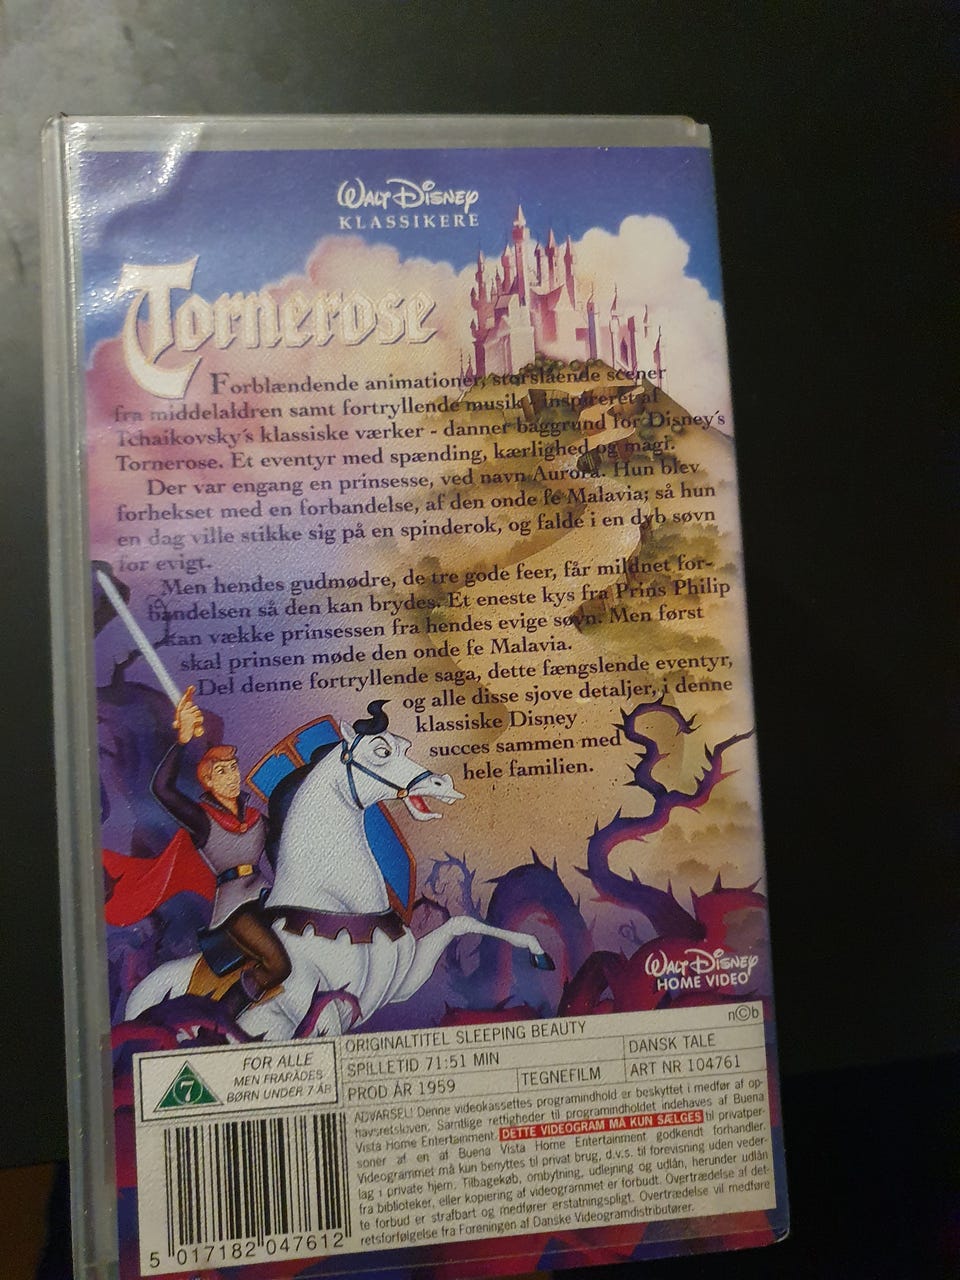 WALT DISNEY
KLASSIKERE
Tornerose
Forblændende animationer, storslående scener
fra middelaldren samt fortryllende musik - inspireret af
Tchaikovsky's klassiske værker - danner baggrund for Disney's
Tornerose. Et eventyr med spænding, kærlighed og magi.
Der var engang en prinsesse, ved navn Aurora. Hun blev
forhekset med en forbandelse, af den onde fe Malavia; så hun
en dag ville stikke sig på en spinderok, og falde i en dyb søvn
for evigt.
Men hendes gudmødre, de tre gode feer, får mildnet for-
bandelsen så den kan brydes. Et eneste kys fra Prins Philip
kan vække prinsessen fra hendes evige søvn. Men først
skal prinsen møde den onde fe Malavia.
Del denne fortryllende saga, dette fængslende eventyr,
og alle disse sjove detaljer, i denne
klassiske Disney
succes sammen med
hele familien.
WALT DISNEY
HOME VIDEO
n©b
7
FOR ALLE
MEN FRARÅDES
BØRN UNDER 7 ÅR
ORIGINALTITEL SLEEPING BEAUTY
SPILLETID 71:51 MIN
DANSK TALE
PROD ÅR 1959
TEGNEFILM
ART NR 104761
ADVARSEL! Denne videokassettes programindhold er beskyttet i medfør af op-
havsretsloven. Samtlige rettigheder til programindholdet indehaves af Buena
Vista Home Entertainment. DETTE VIDEOGRAM MÅ KUN SÆLGES til privatper-
soner af en af Buena Vista Home Entertainment godkendt forhandler.
Videogrammet må kun benyttes til privat brug, d.v.s. til forevisning uden veder-
lag i private hjem. Tilbagekøb, ombytning, udlejning og udlån, herunder udlån
fra biblioteker, eller kopiering af videogrammet er forbudt. Overtrædelse af det-
te forbud er strafbart og medfører erstatningspligt. Overtrædelse vil medføre
retsforfølgelse fra Foreningen af Danske Videogramdistributører.
5 017182 047612